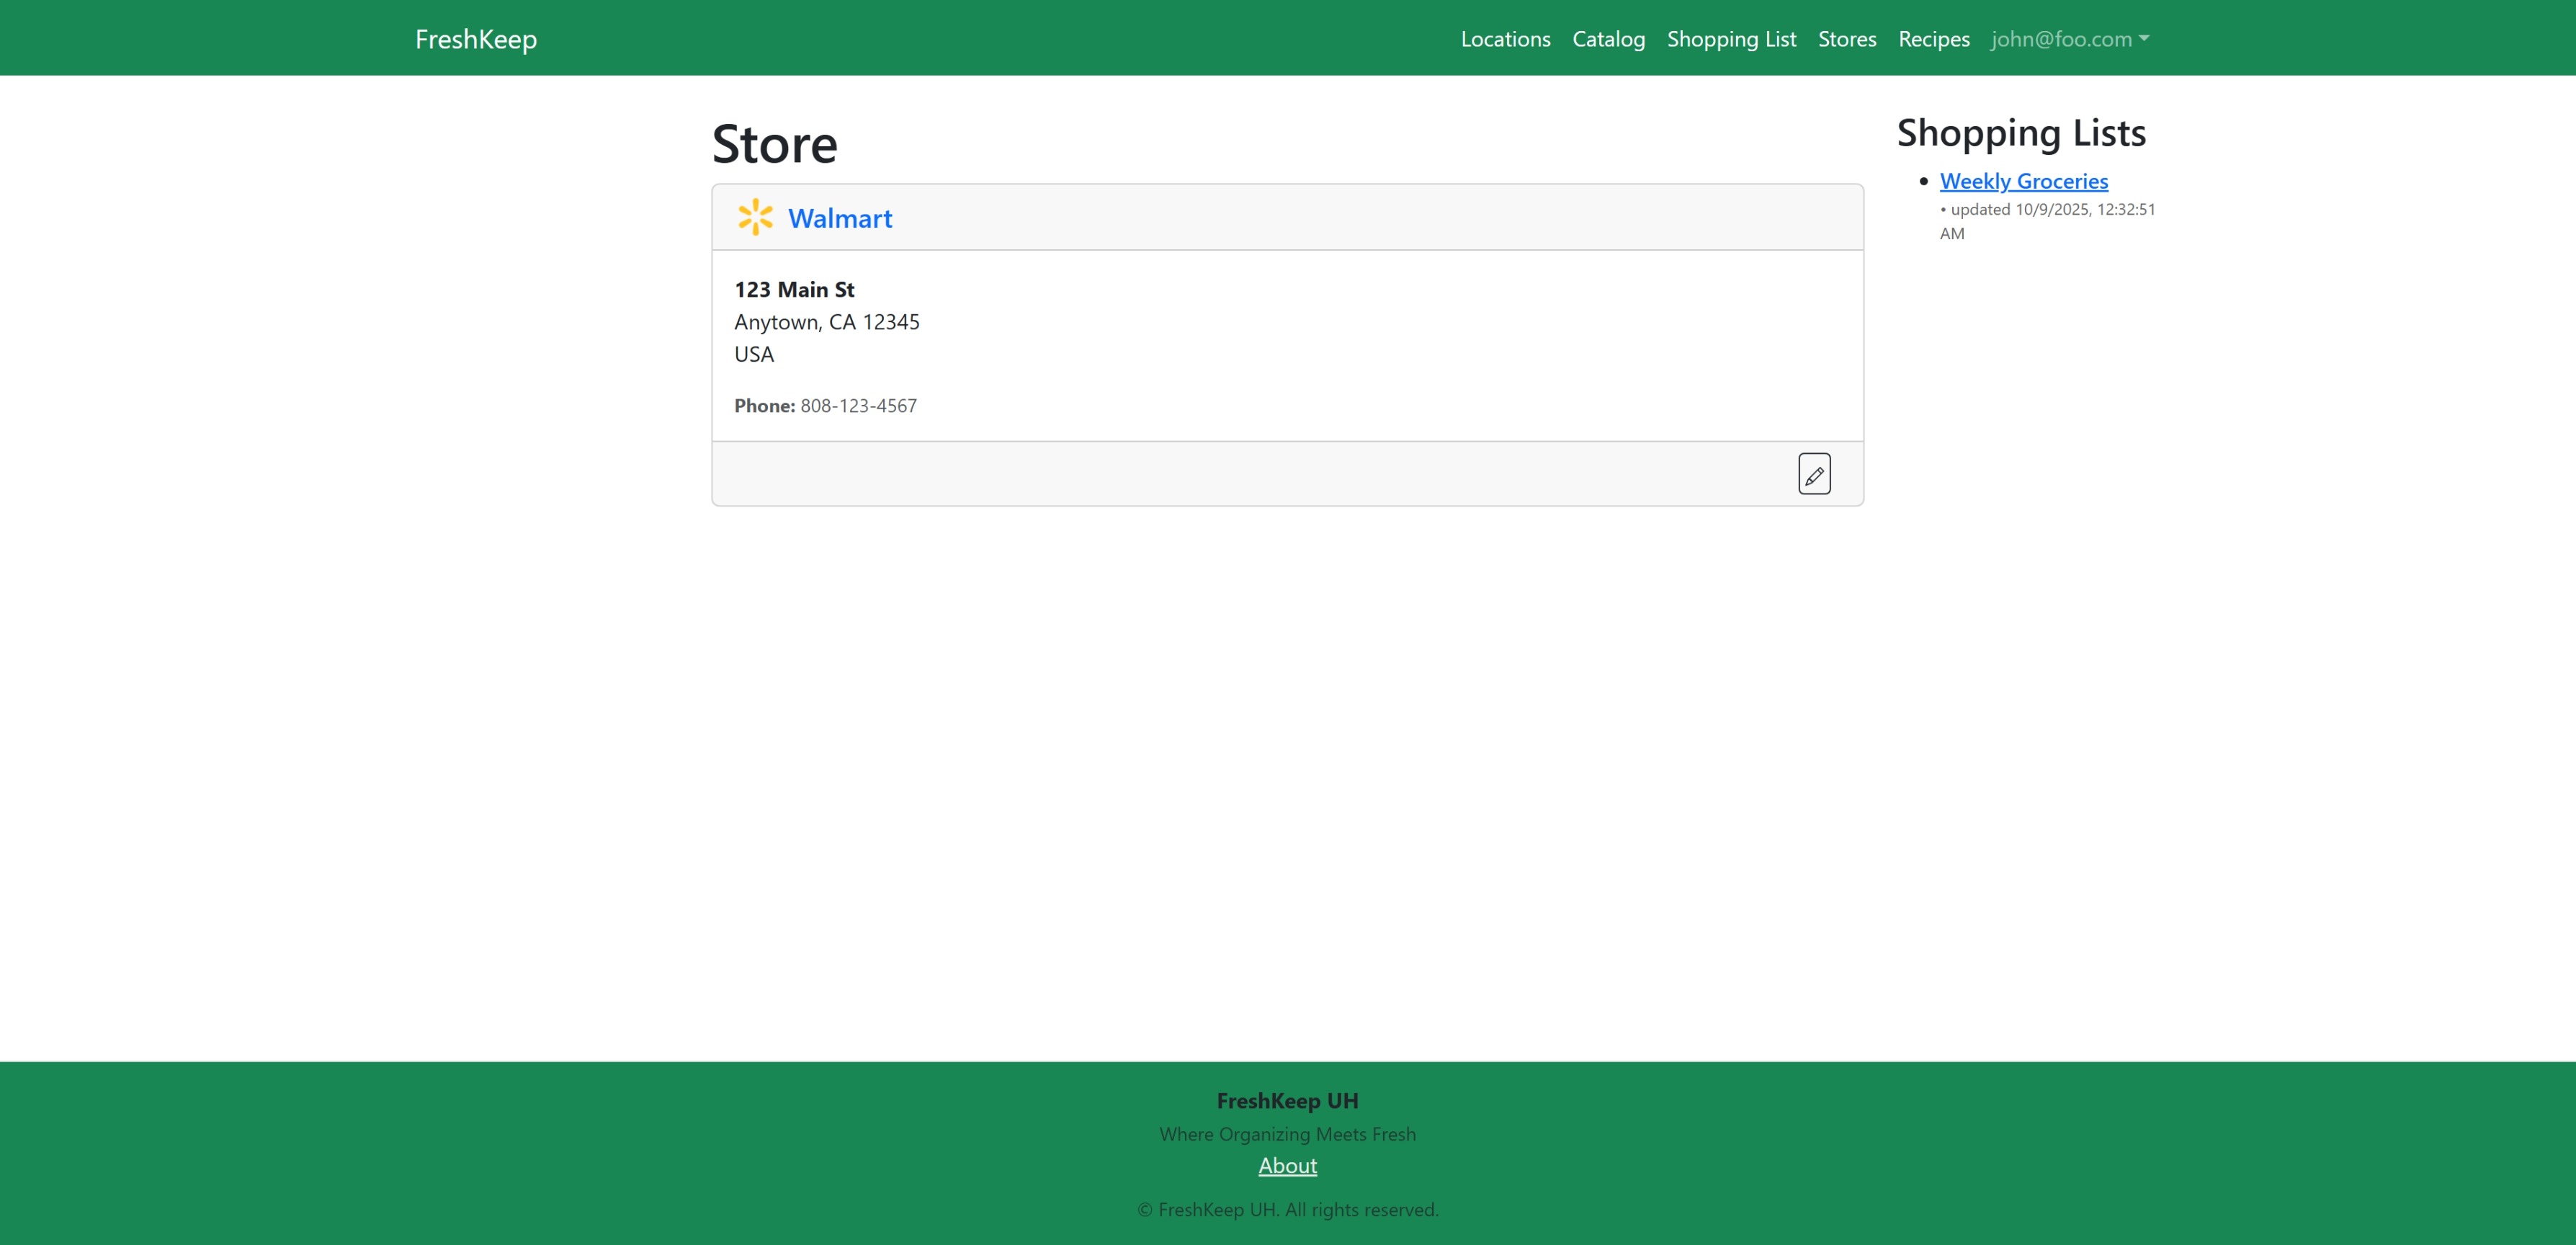 FreshKeep
Locations Catalog Shopping List Stores Recipes john@foo.com
Store
Walmart
123 Main St
Anytown, CA 12345
USA
Phone: 808-123-4567
Shopping Lists
• Weekly Groceries
• updated 10/9/2025, 12:32:51
AM
FreshKeep UH
Where Organizing Meets Fresh
About
© FreshKeep UH. All rights reserved.